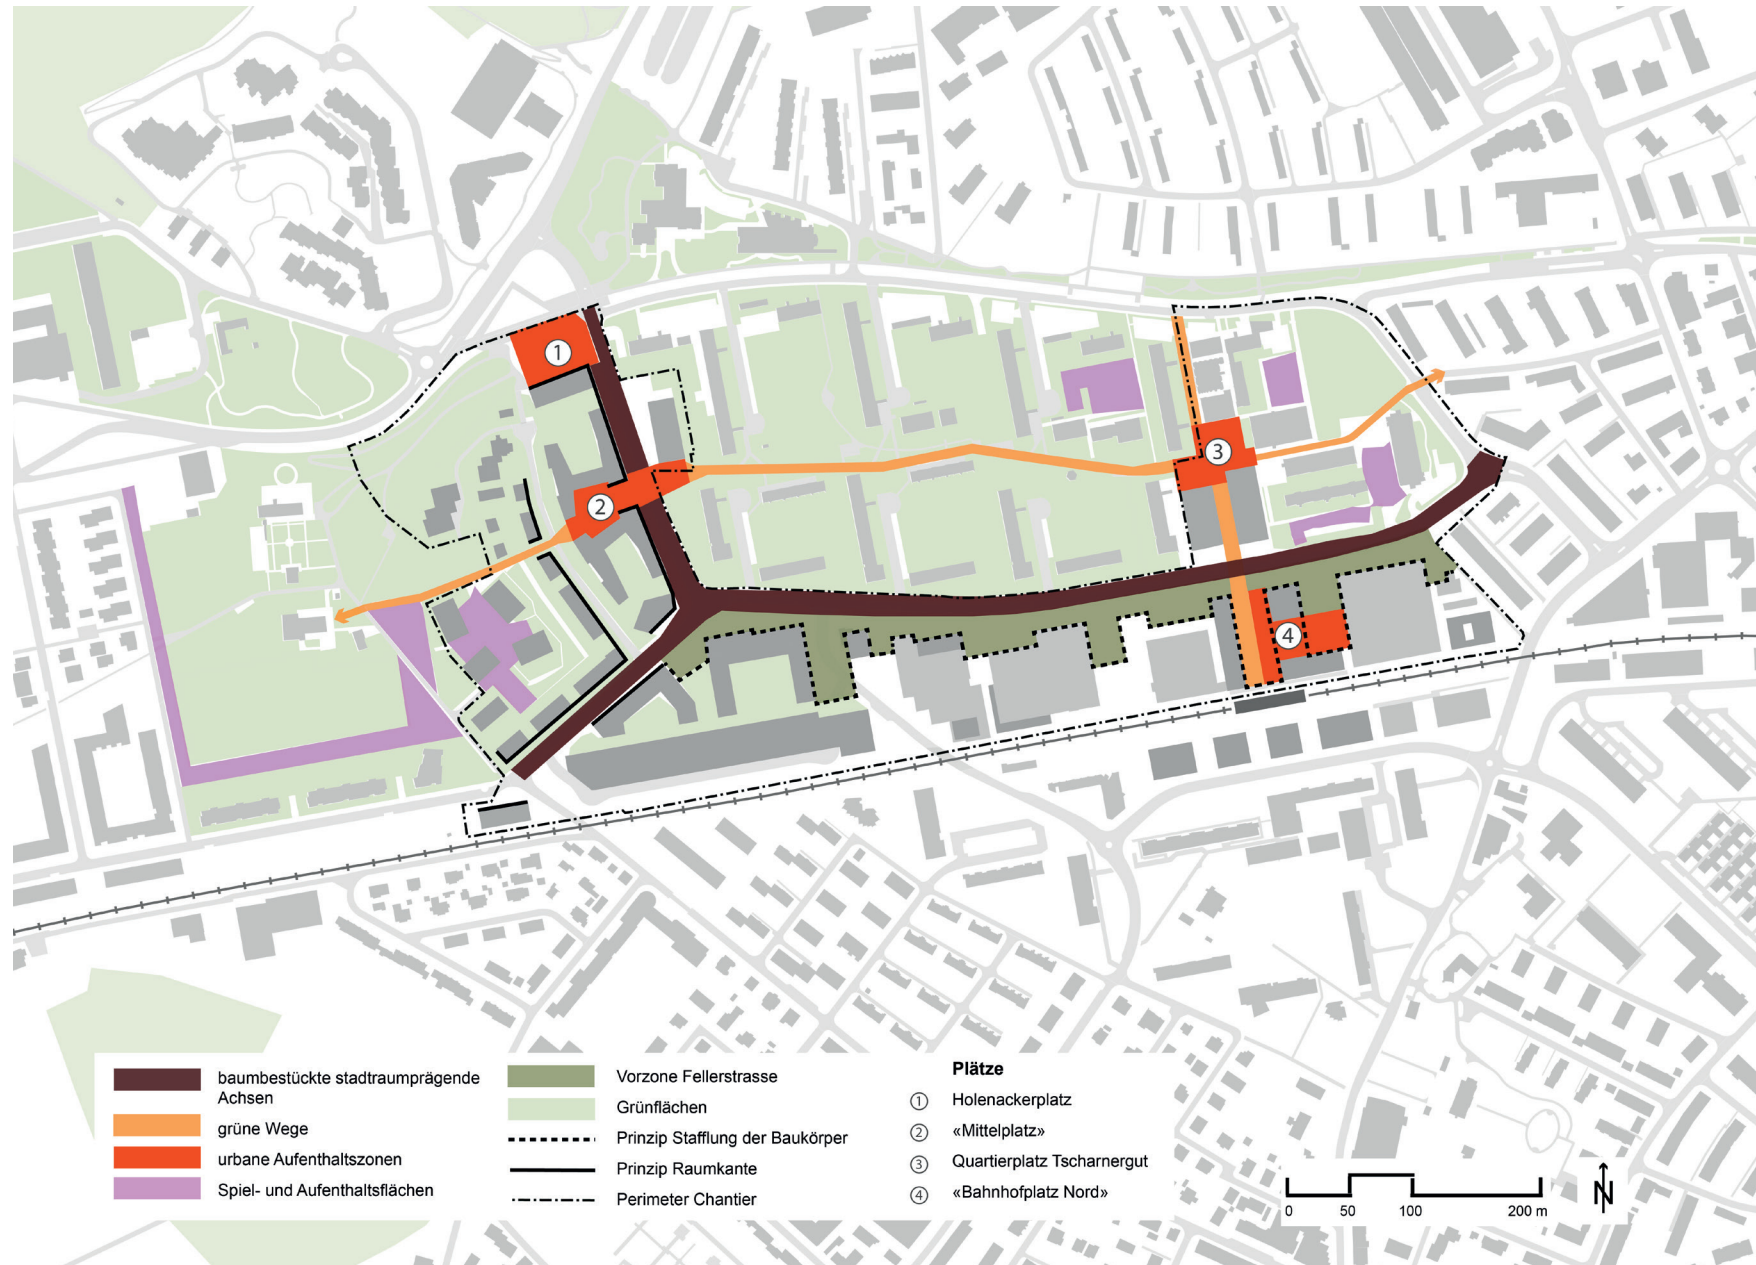 1
2
3
4
baumbestückte stadtraumprägende
Achsen
grüne Wege
urbane Aufenthaltszonen
Spiel- und Aufenthaltsflächen
Vorzone Fellerstrasse
Grünflächen
Prinzip Stafflung der Baukörper
Prinzip Raumkante
Perimeter Chantier
Plätze
1 Holenackerplatz
2 «Mittelplatz»
3 Quartierplatz Tscharnergut
4 «Bahnhofplatz Nord»
0 50 100 200 m
N